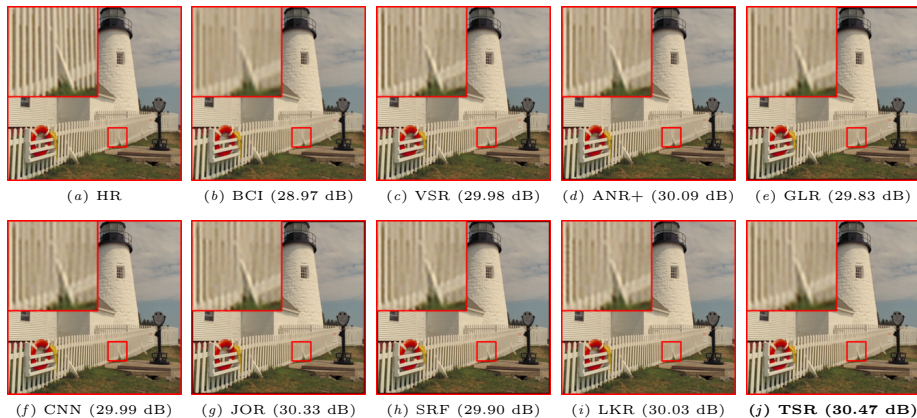 (a) HR
(b) BCI (28.97 dB)
(c) VSR (29.98 dB)
(d) ANR+ (30.09 dB)
(e) GLR (29.83 dB)
(f) CNN (29.99 dB)
(g) JOR (30.33 dB)
(h) SRF (29.90 dB)
(i) LKR (30.03 dB)
(j) TSR (30.47 dB)